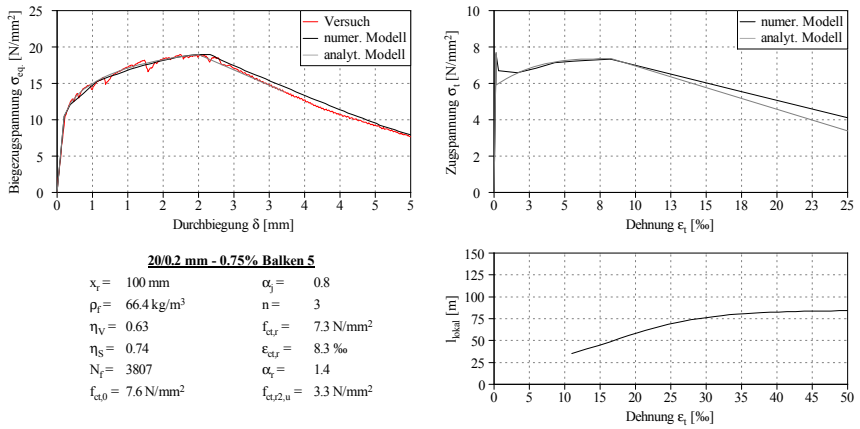 Biegezugspannung σeq. [N/mm²]
25
20
15
10
5
0
Versuch
numer. Modell
analyt. Modell
0 1 1 2 2 3 3 4 4 5 5
Durchbiegung δ [mm]
Zugspannung σt [N/mm²]
10
8
6
4
2
0
numer. Modell
analyt. Modell
0 3 5 8 10 13 15 18 20 23 25
Dehnung εt [‰]
20/0.2 mm - 0.75% Balken 5
xr = 100 mm αj = 0.8
ρf = 66.4 kg/m³ n = 3
ηV = 0.63 fct,r = 7.3 N/mm²
ηS = 0.74 εct,r = 8.3 ‰
Nf = 3807 αr = 1.4
fct,0 = 7.6 N/mm² fct,r2,u = 3.3 N/mm²
llokal [m]
150
125
100
75
50
25
0
0 5 10 15 20 25 30 35 40 45 50
Dehnung εt [‰]